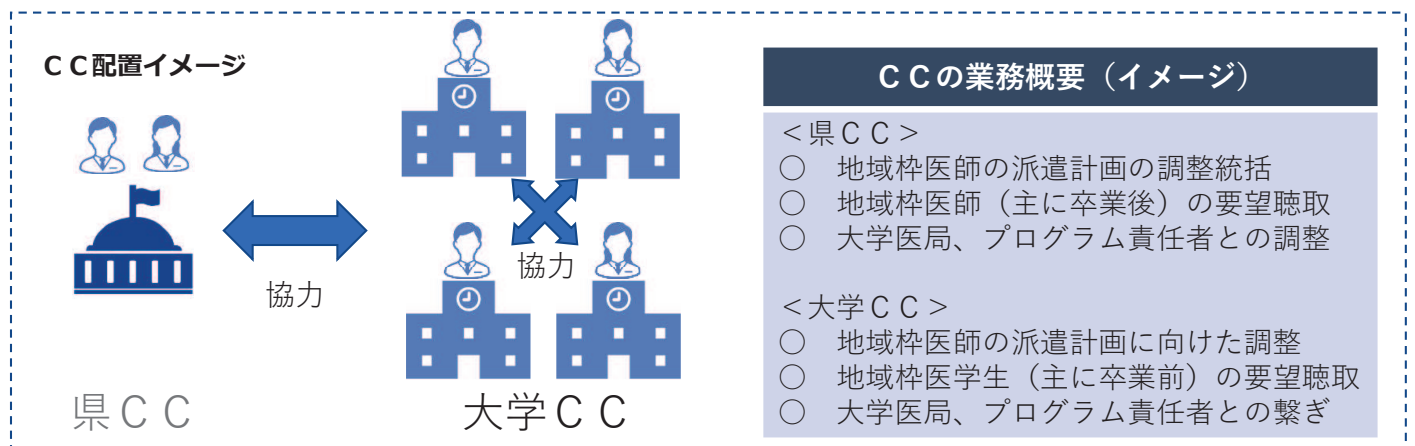 ＣＣ配置イメージ
協力
県ＣＣ
協力
大学ＣＣ
ＣＣの業務概要（イメージ）
＜県ＣＣ＞
○　地域枠医師の派遣計画の調整統括
○　地域枠医師（主に卒業後）の要望聴取
○　大学医局、プログラム責任者との調整
＜大学ＣＣ＞
○　地域枠医師の派遣計画に向けた調整
○　地域枠医学生（主に卒業前）の要望聴取
○　大学医局、プログラム責任者との繋ぎ